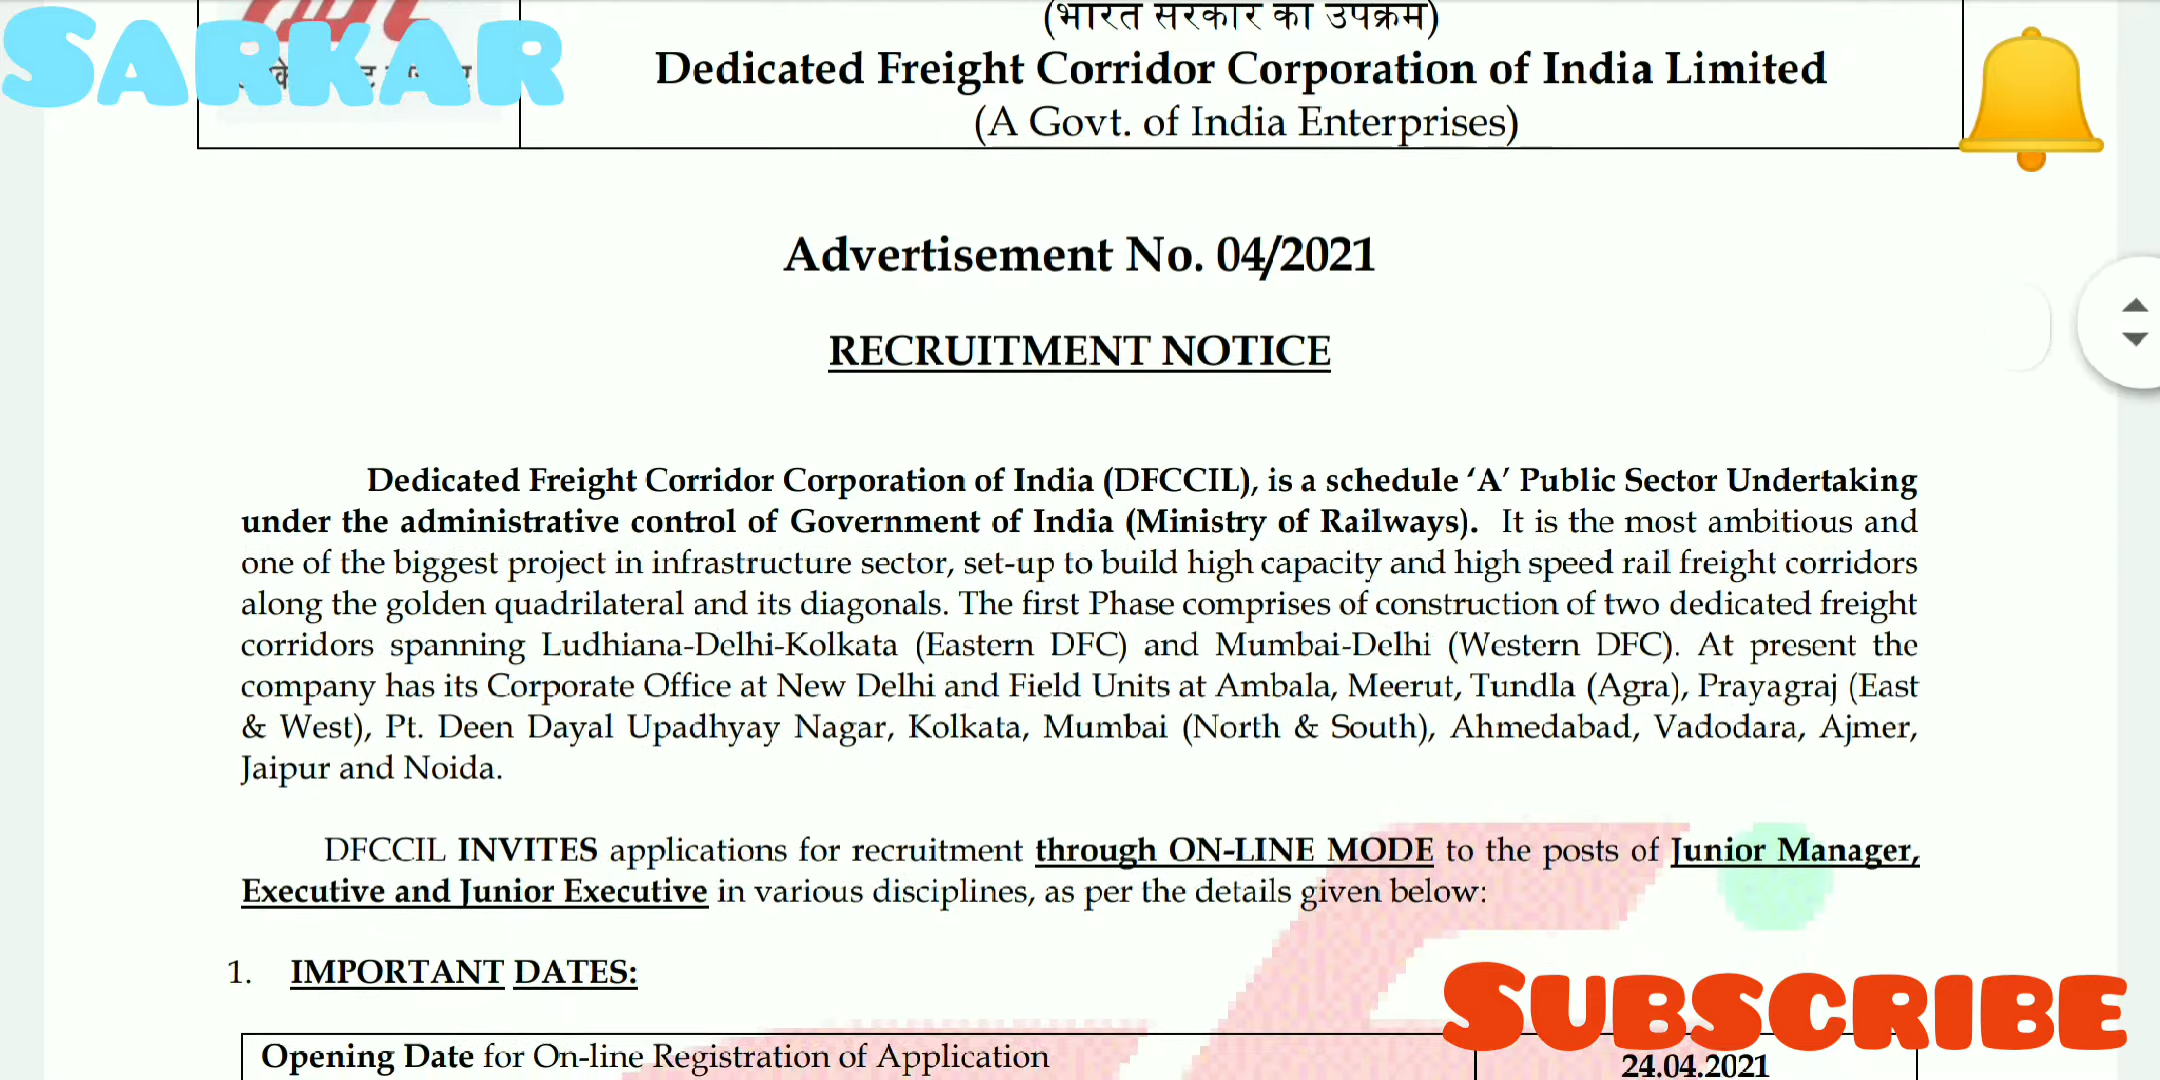 SARKAR
(भारत सरकार का उपक्रम)
Dedicated Freight Corridor Corporation of India Limited
(A Govt. of India Enterprises)
Advertisement No. 04/2021
RECRUITMENT NOTICE
Dedicated Freight Corridor Corporation of India (DFCCIL), is a schedule ‘A’ Public Sector Undertaking
under the administrative control of Government of India (Ministry of Railways). It is the most ambitious and
one of the biggest project in infrastructure sector, set-up to build high capacity and high speed rail freight corridors
along the golden quadrilateral and its diagonals. The first Phase comprises of construction of two dedicated freight
corridors spanning Ludhiana-Delhi-Kolkata (Eastern DFC) and Mumbai-Delhi (Western DFC). At present the
company has its Corporate Office at New Delhi and Field Units at Ambala, Meerut, Tundla (Agra), Prayagraj (East
& West), Pt. Deen Dayal Upadhyay Nagar, Kolkata, Mumbai (North & South), Ahmedabad, Vadodara, Ajmer,
Jaipur and Noida.
DFCCIL INVITES applications for recruitment through ON-LINE MODE to the posts of Junior Manager,
Executive and Junior Executive in various disciplines, as per the details given below:
1. IMPORTANT DATES:
SUBSCRIBE
Opening Date for On-line Registration of Application 24.04.2021